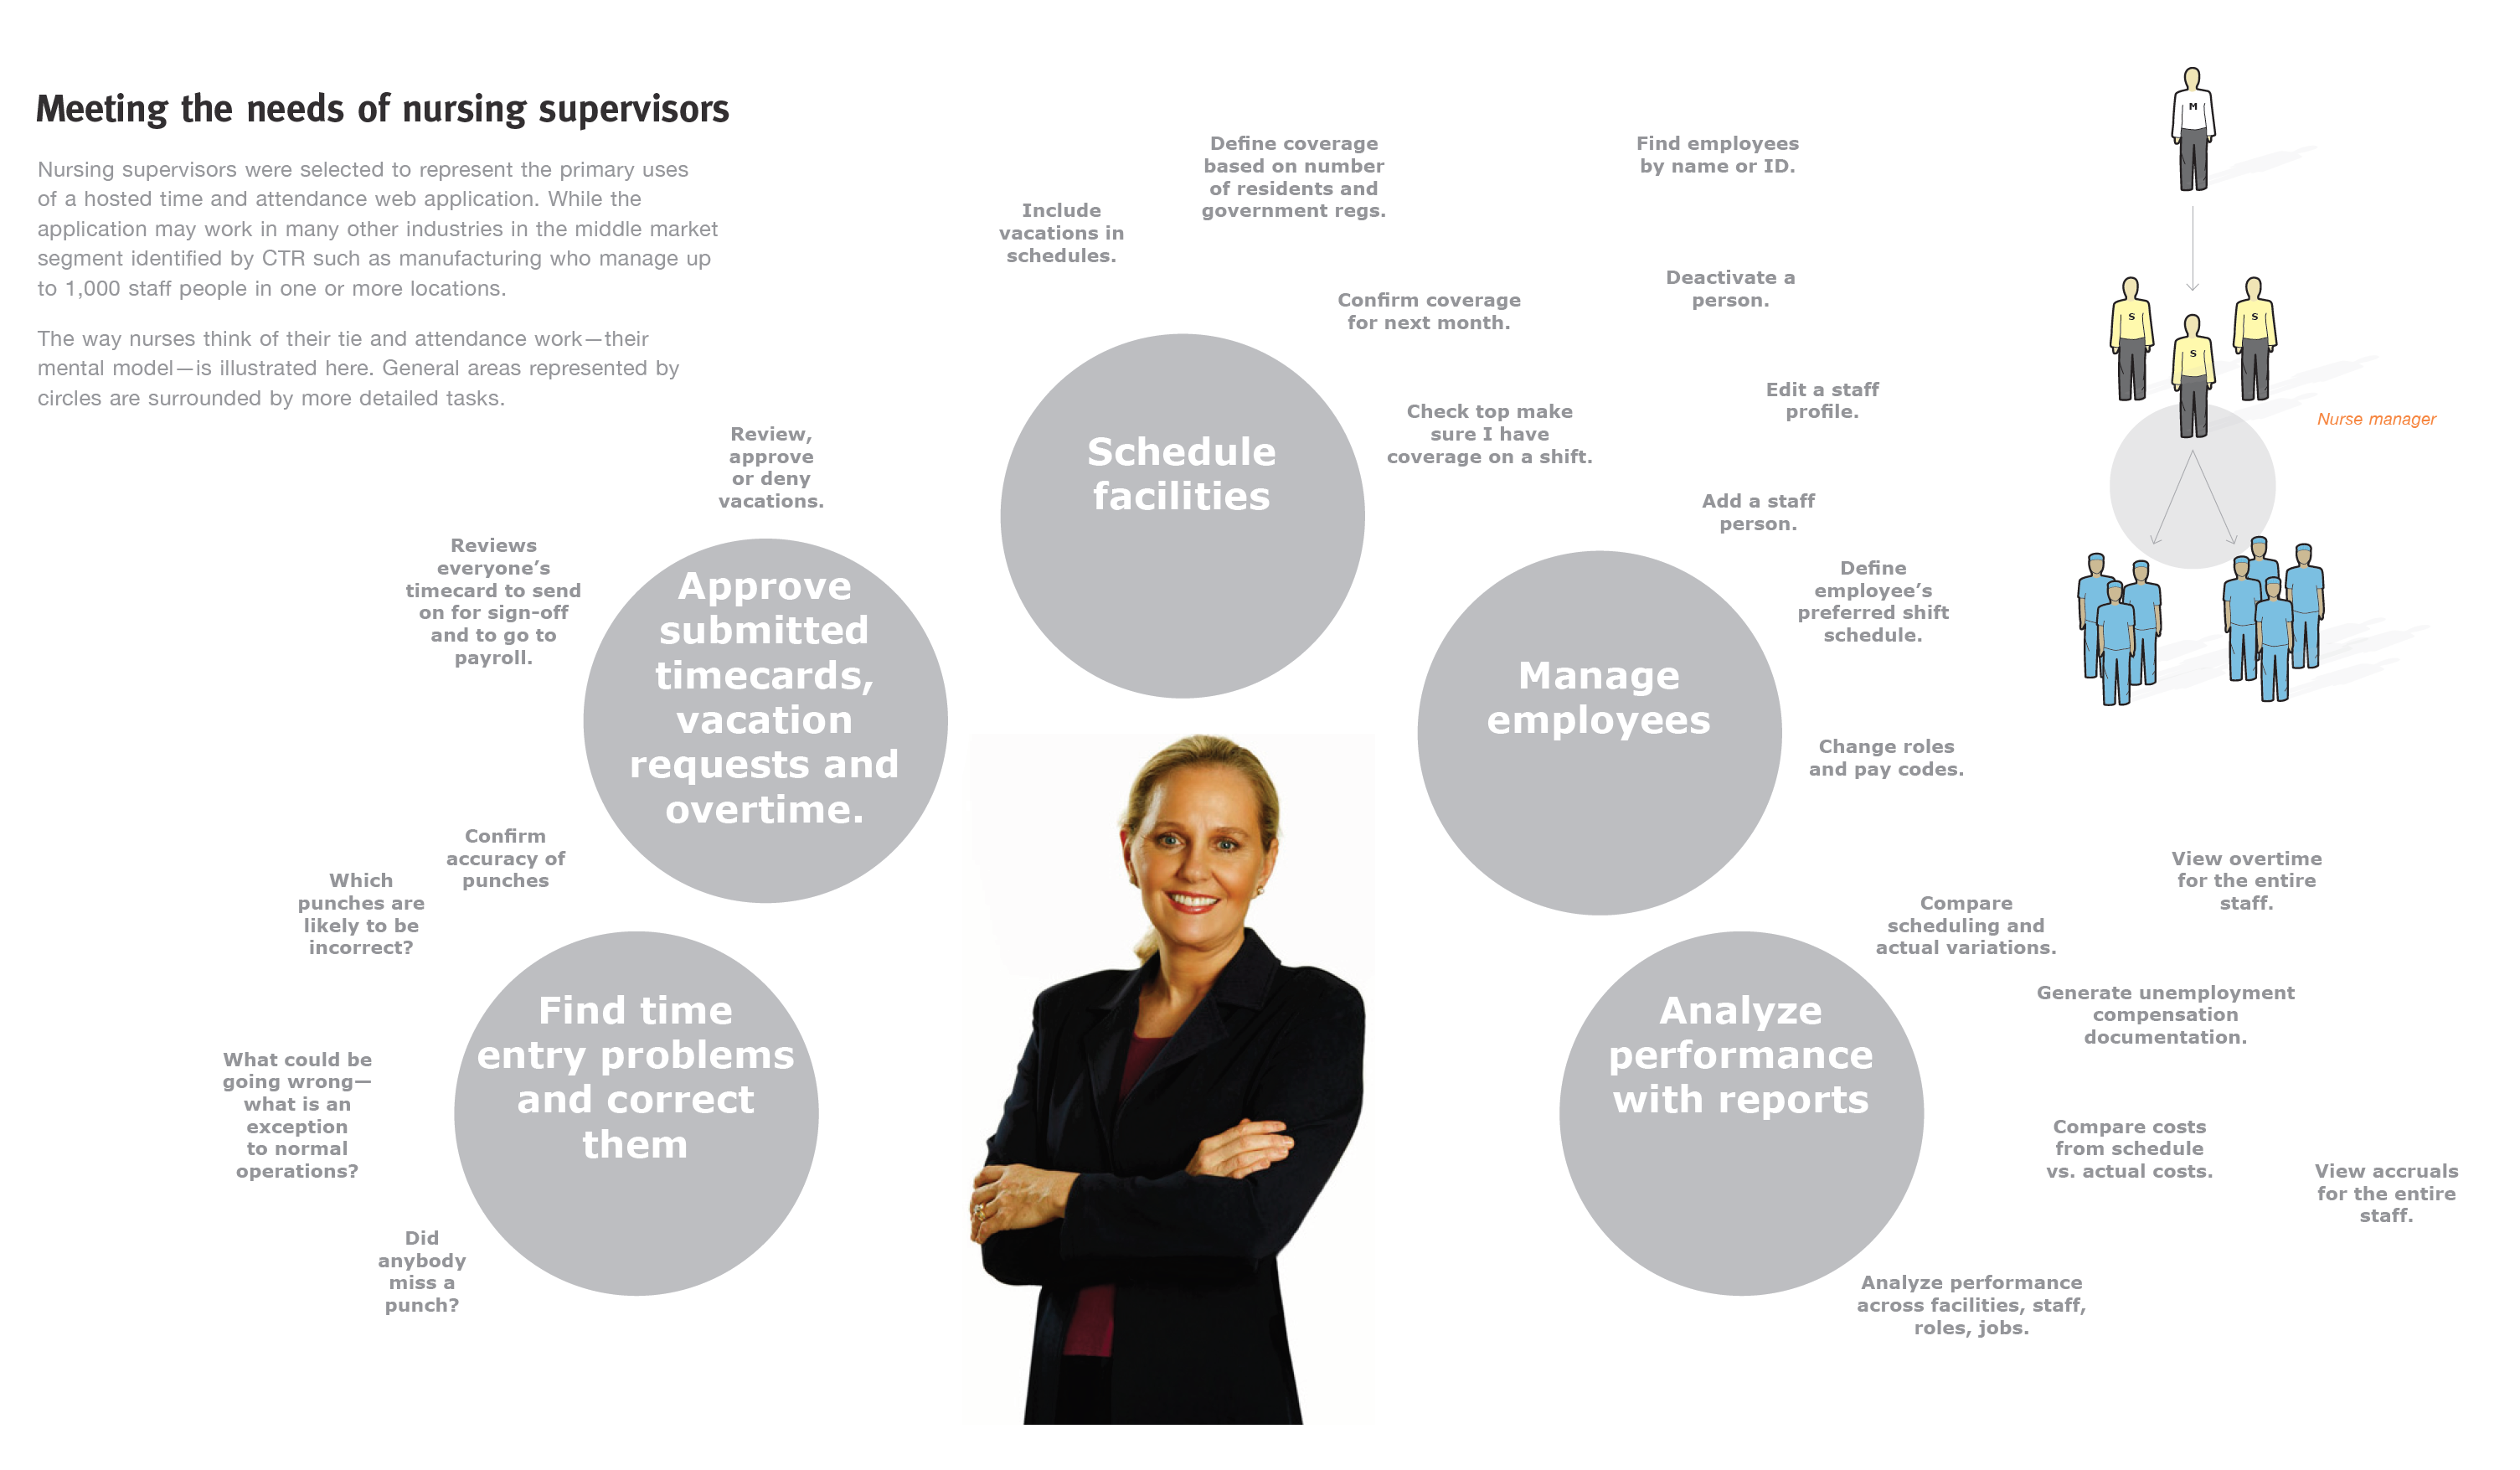 Meeting the needs of nursing supervisors
Nursing supervisors were selected to represent the primary uses
of a hosted time and attendance web application. While the
application may work in many other industries in the middle market
segment identified by CTR such as manufacturing who manage up
to 1,000 staff people in one or more locations.
The way nurses think of their tie and attendance work—their
mental model—is illustrated here. General areas represented by
circles are surrounded by more detailed tasks.
Find time
entry problems
and correct
them
Did
anybody
miss a
punch?
What could be
going wrong—
what is an
exception
to normal
operations?
Which
punches are
likely to be
incorrect?
Confirm
accuracy of
punches
Approve
submitted
timecards,
vacation
requests and
overtime.
Reviews
everyone’s
timecard to send
on for sign-off
and to go to
payroll.
Review,
approve
or deny
vacations.
Schedule
facilities
Include
vacations in
schedules.
Define coverage
based on number
of residents and
government regs.
Confirm coverage
for next month.
Check top make
sure I have
coverage on a shift.
Manage
employees
Find employees
by name or ID.
Deactivate a
person.
Edit a staff
profile.
Add a staff
person.
Define
employee’s
preferred shift
schedule.
Change roles
and pay codes.
Analyze
performance
with reports
Compare
scheduling and
actual variations.
View overtime
for the entire
staff.
Generate unemployment
compensation
documentation.
Compare costs
from schedule
vs. actual costs.
View accruals
for the entire
staff.
Analyze performance
across facilities, staff,
roles, jobs.
M
S
S
S
Nurse manager